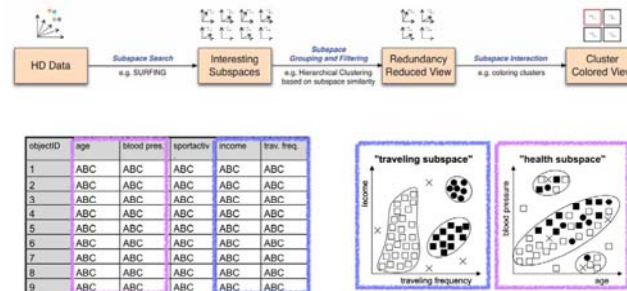 Subspace Search
e.g. SURFING
Subspace
Grouping and Filtering
e.g. Hierarchical Clustering
based on subspace similarity
Subspace Interaction
e.g. coloring clusters
HD Data
Interesting
Subspaces
Redundancy
Reduced View
Cluster
Colored View
objectID age blood pres. sportactiv income trav. freq.
1 ABC ABC ABC ABC ABC
2 ABC ABC ABC ABC ABC
3 ABC ABC ABC ABC ABC
4 ABC ABC ABC ABC ABC
5 ABC ABC ABC ABC ABC
6 ABC ABC ABC ABC ABC
7 ABC ABC ABC ABC ABC
8 ABC ABC ABC ABC ABC
9 ABC ABC ABC ABC ABC
"traveling subspace"
income
traveling frequency
"health subspace"
blood pressure
age